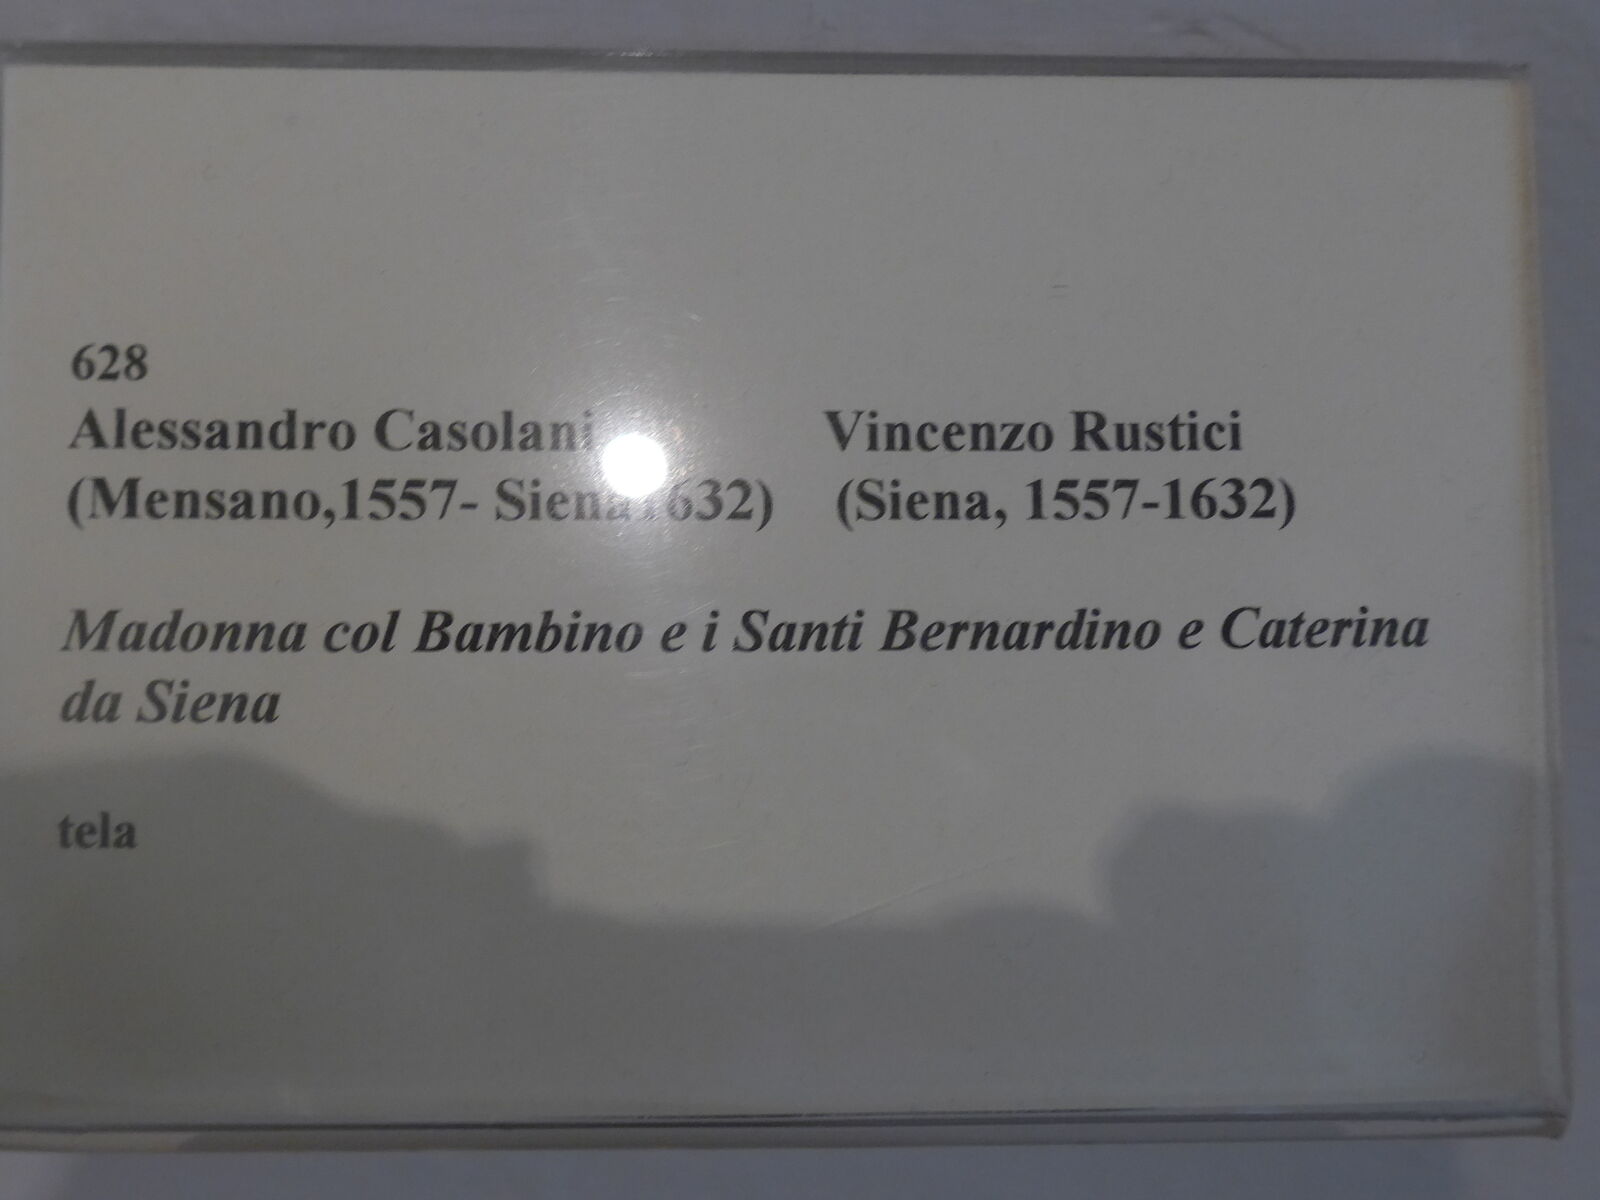 628
Alessandro Casolani Vincenzo Rustici
(Mensano,1557- Siena 1632) (Siena, 1557-1632)
Madonna col Bambino e i Santi Bernardino e Caterina
da Siena
tela